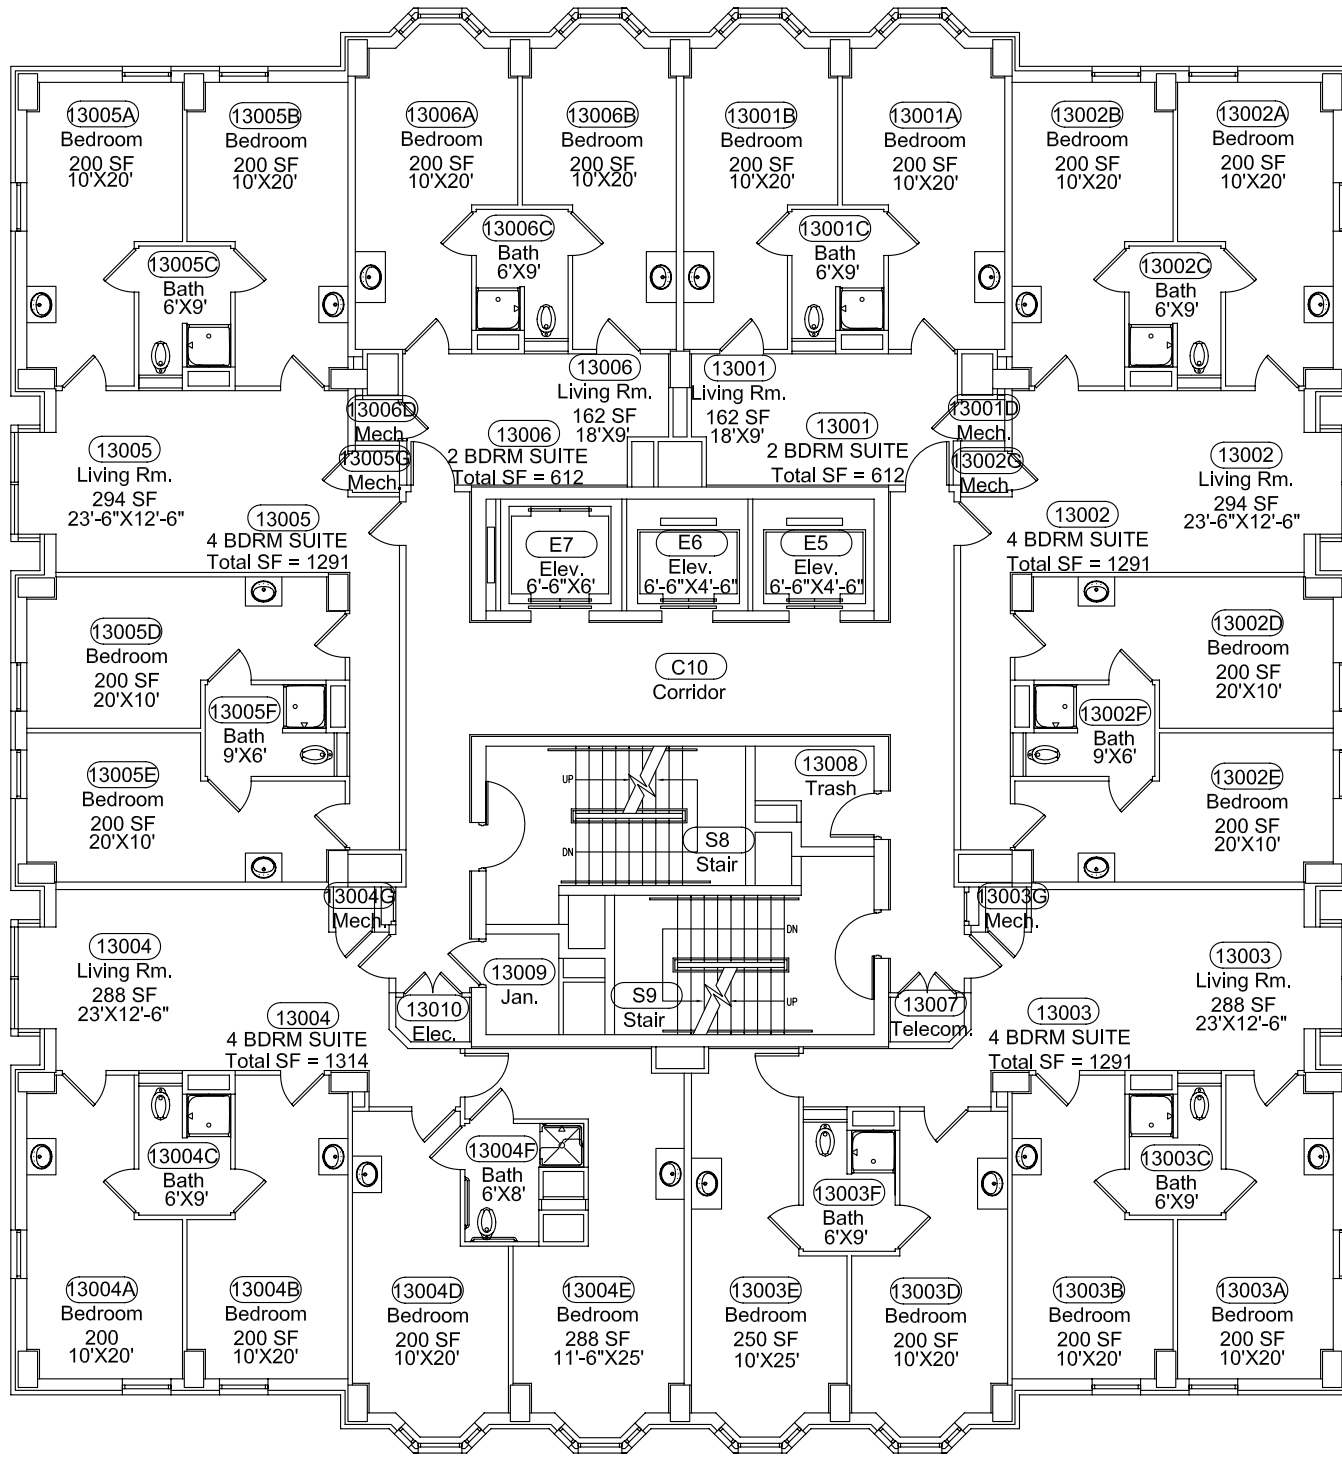 13005A
Bedroom
200 SF
10'X20'
13005B
Bedroom
200 SF
10'X20'
13006A
Bedroom
200 SF
10'X20'
13006B
Bedroom
200 SF
10'X20'
13001B
Bedroom
200 SF
10'X20'
13001A
Bedroom
200 SF
10'X20'
13002B
Bedroom
200 SF
10'X20'
13002A
Bedroom
200 SF
10'X20'
13005C
Bath
6'X9'
13006C
Bath
6'X9'
13001C
Bath
6'X9'
13002C
Bath
6'X9'
13006
Living Rm.
162 SF
18'X9'
13001
Living Rm.
162 SF
18'X9'
13006D
Mech.
13005G
Mech.
13006
2 BDRM SUITE
Total SF = 612
13001
2 BDRM SUITE
Total SF = 612
13001D
Mech.
13002G
Mech.
13005
Living Rm.
294 SF
23'-6"X12'-6"
13005
4 BDRM SUITE
Total SF = 1291
13002
Living Rm.
294 SF
23'-6"X12'-6"
13002
4 BDRM SUITE
Total SF = 1291
E7
Elev.
6'-6"X6'
E6
Elev.
6'-6"X4'-6"
E5
Elev.
6'-6"X4'-6"
13005D
Bedroom
200 SF
20'X10'
13005F
Bath
9'X6'
C10
Corridor
13002D
Bedroom
200 SF
20'X10'
13002F
Bath
9'X6'
13005E
Bedroom
200 SF
20'X10'
13002E
Bedroom
200 SF
20'X10'
UP
DN
S8
Stair
13008
Trash
13004G
Mech.
13003G
Mech.
13004
Living Rm.
288 SF
23'X12'-6"
13004
4 BDRM SUITE
Total SF = 1314
13010
Elec.
13009
Jan.
S9
Stair
DN
UP
13007
Telecom.
13003
Living Rm.
288 SF
23'X12'-6"
13003
4 BDRM SUITE
Total SF = 1291
13004C
Bath
6'X9'
13004F
Bath
6'X8'
13003F
Bath
6'X9'
13003C
Bath
6'X9'
13004A
Bedroom
200
10'X20'
13004B
Bedroom
200 SF
10'X20'
13004D
Bedroom
200 SF
10'X20'
13004E
Bedroom
288 SF
11'-6"X25'
13003E
Bedroom
250 SF
10'X25'
13003D
Bedroom
200 SF
10'X20'
13003B
Bedroom
200 SF
10'X20'
13003A
Bedroom
200 SF
10'X20'